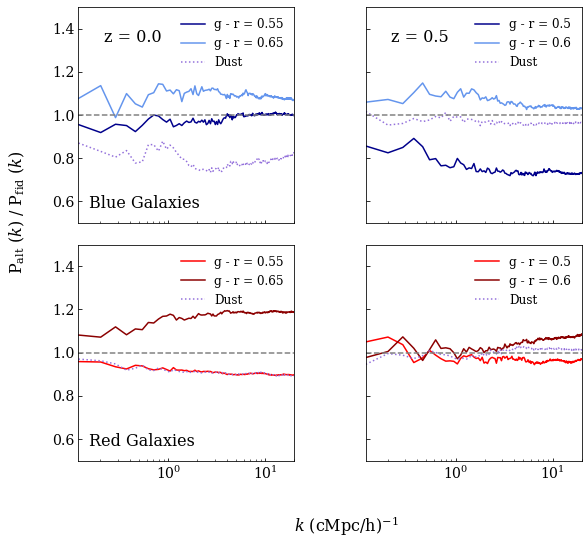 P_alt (k) / P_fid (k)
z = 0.0
g - r = 0.55
g - r = 0.65
Dust
Blue Galaxies
1.4
1.2
1.0
0.8
0.6
z = 0.5
g - r = 0.5
g - r = 0.6
Dust
g - r = 0.55
g - r = 0.65
Dust
Red Galaxies
1.4
1.2
1.0
0.8
0.6
10^0
10^1
g - r = 0.5
g - r = 0.6
Dust
10^0
10^1
k (cMpc/h)^−1